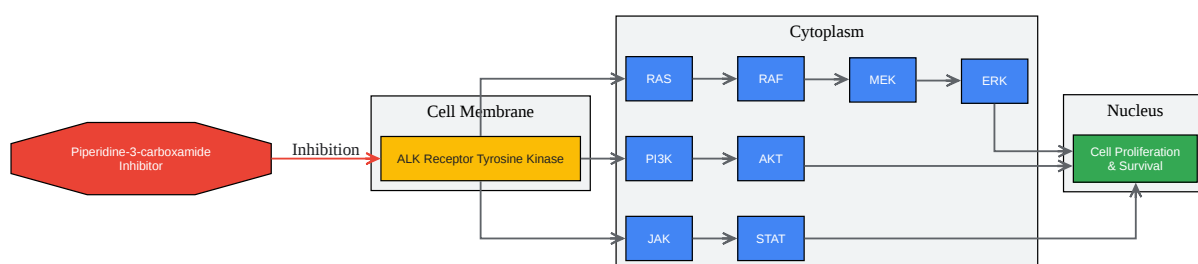 Cytoplasm
RAS
RAF
MEK
ERK
Cell Membrane
Nucleus
Piperidine-3-carboxamide
Inhibitor
Inhibition
ALK Receptor Tyrosine Kinase
PI3K
AKT
Cell Proliferation
& Survival
JAK
STAT